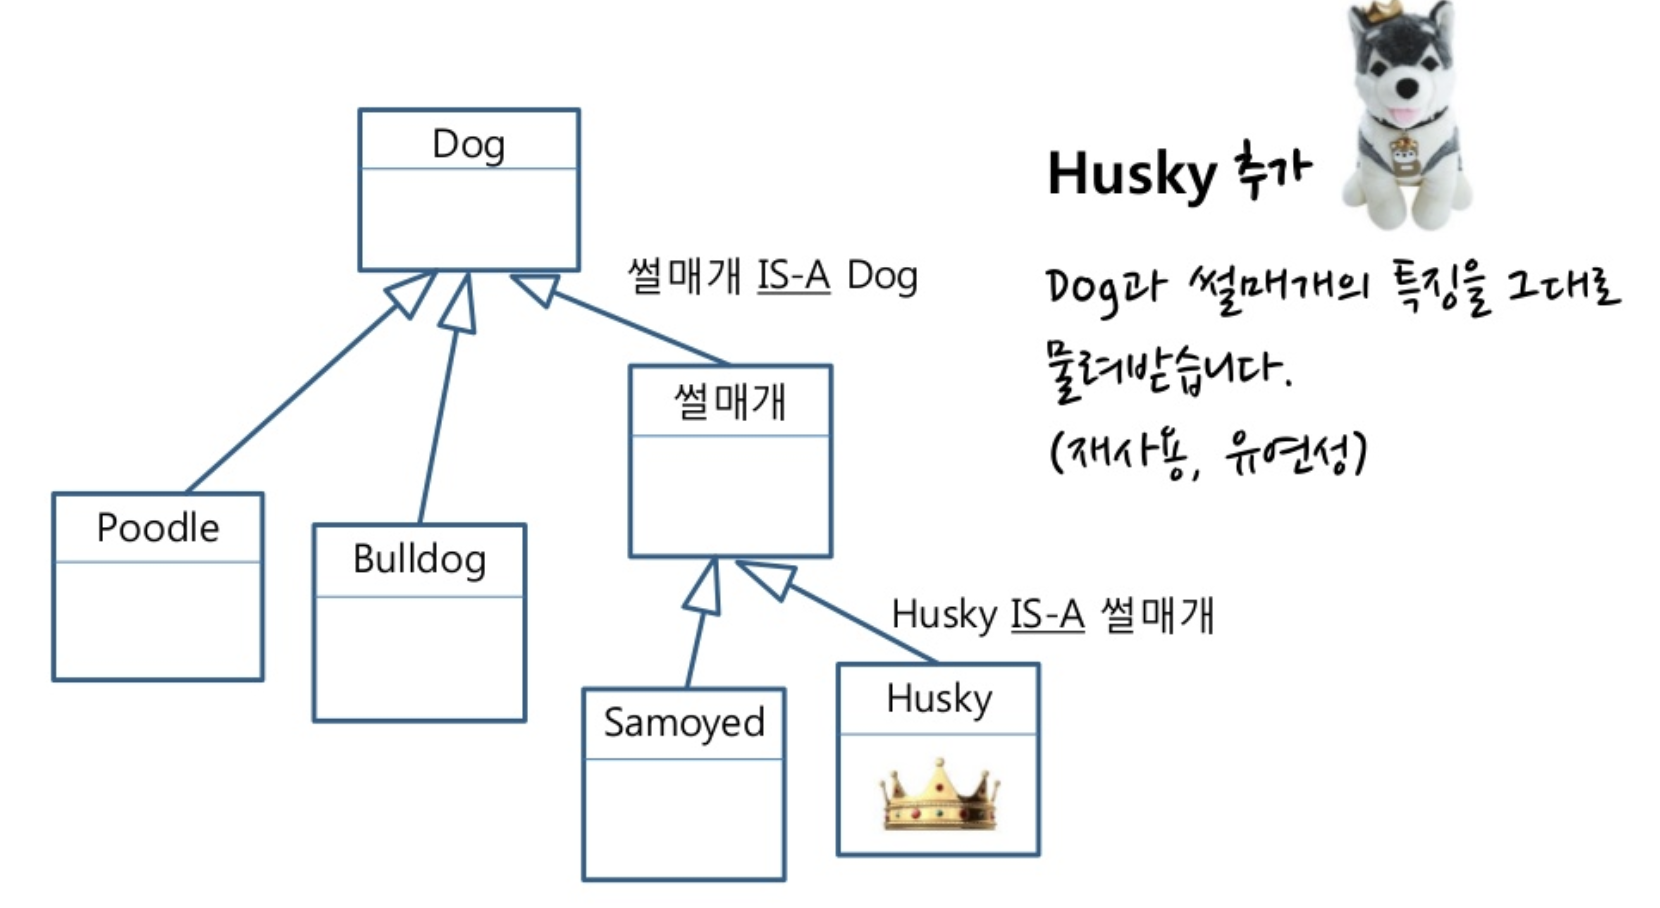 Dog
썰매개 IS-A Dog
썰매개
Poodle
Bulldog
Husky IS-A 썰매개
Samoyed
Husky
Husky 추가
Dog과 썰매개의 특징을 그대로
물려받습니다.
(재사용, 유연성)